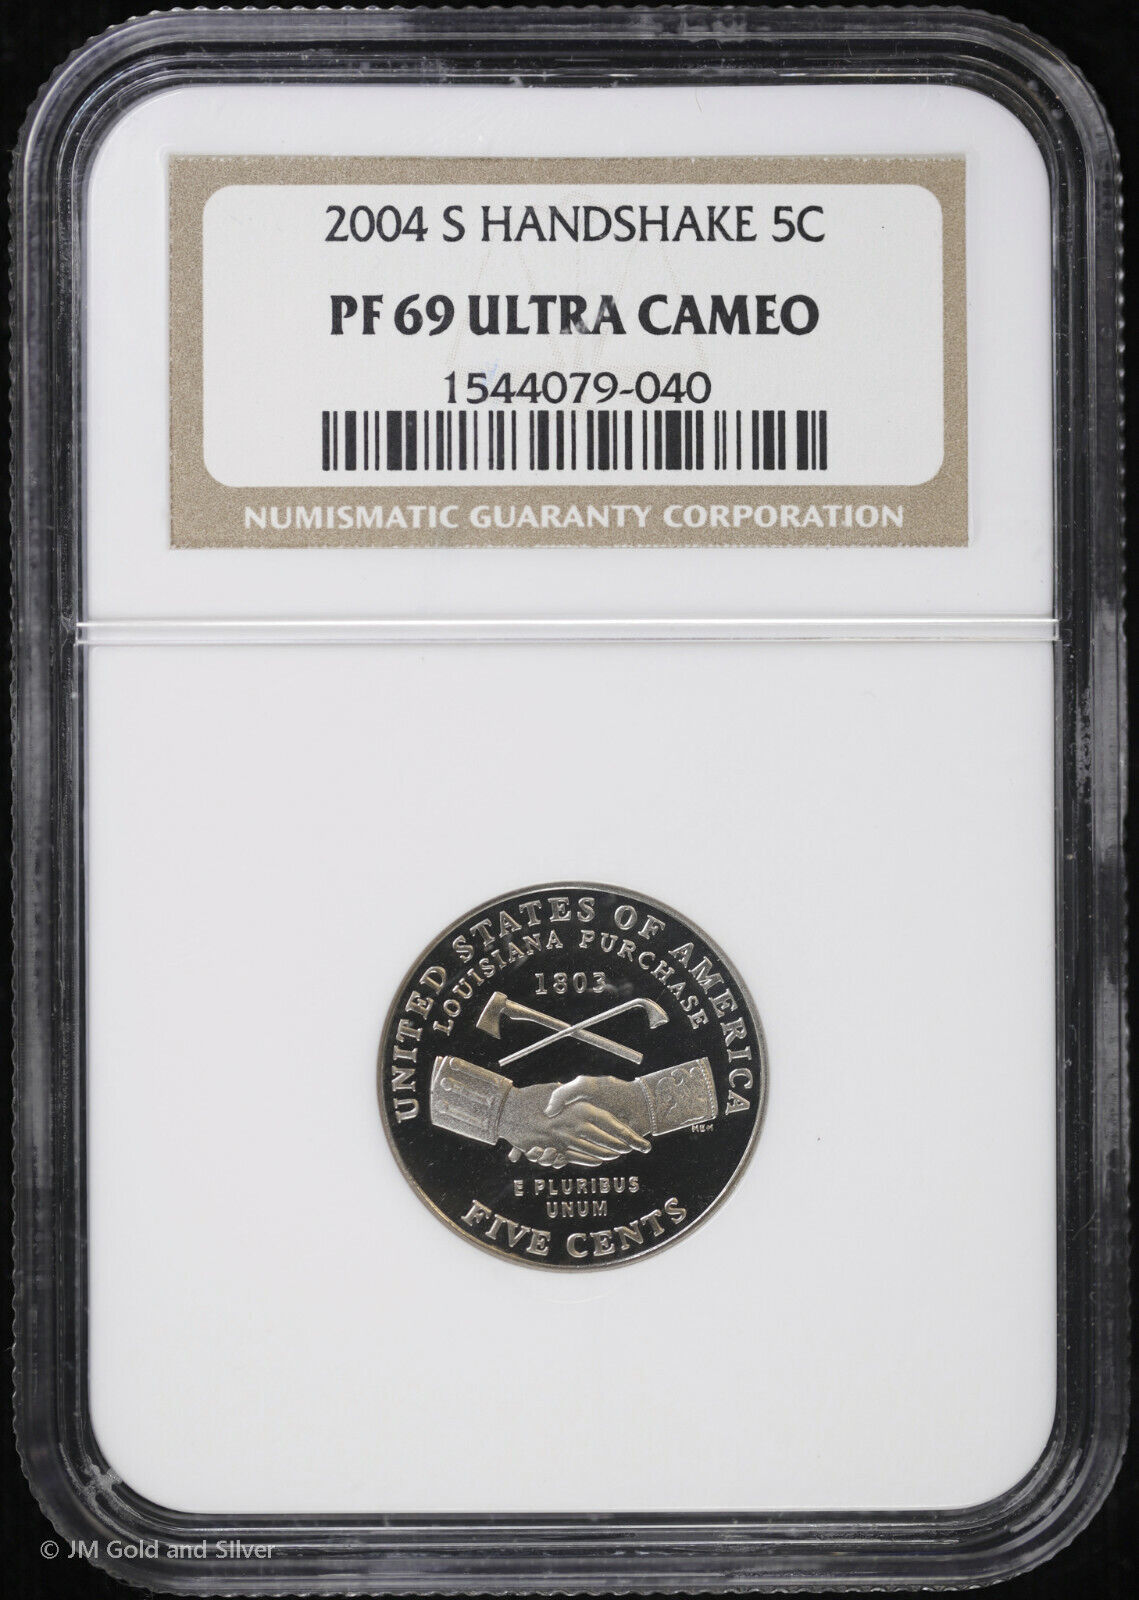 2004 S HANDSHAKE 5C
PF 69 ULTRA CAMEO
1544079-040
NUMISMATIC GUARANTY CORPORATION
UNITED STATES OF AMERICA
LOUISIANA PURCHASE
1803
MEM
E PLURIBUS
UNUM
FIVE CENTS
© JM Gold and Silver